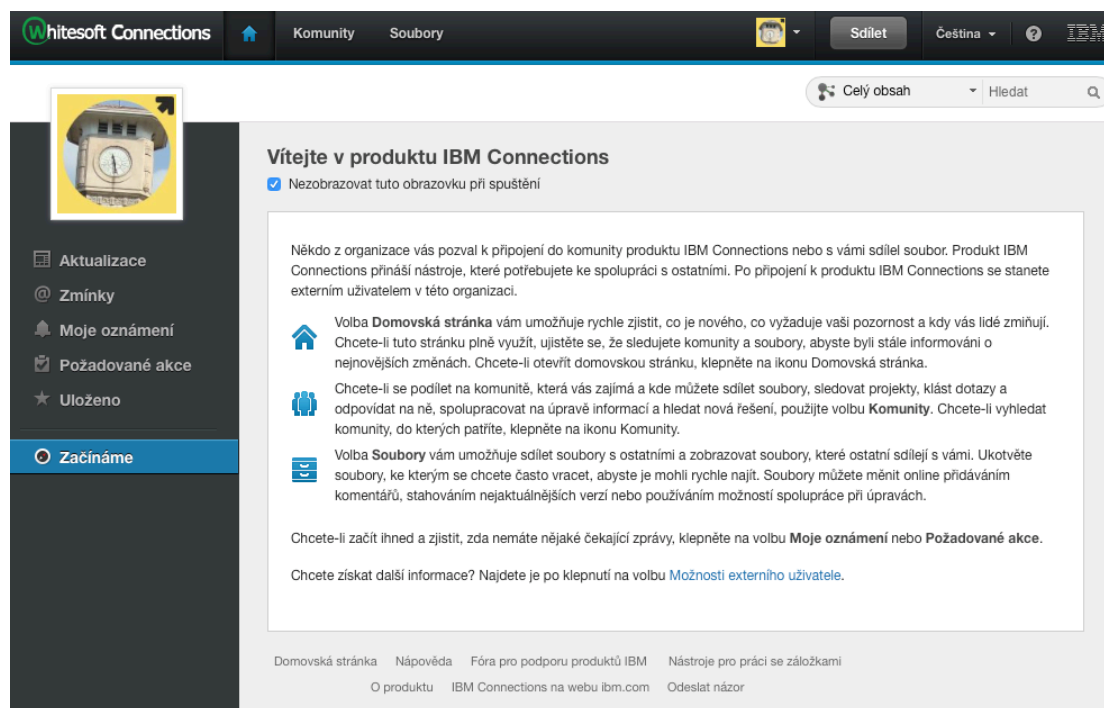 Whitesoft Connections
Komunity Soubory Sdílet Čeština ? IBM
Celý obsah Hledat
Vítejte v produktu IBM Connections
Nezobrazovat tuto obrazovku při spuštění
Aktualizace
@ Zmínky
Moje oznámení
Požadované akce
Uloženo
Začínáme
Někdo z organizace vás pozval k připojení do komunity produktu IBM Connections nebo s vámi sdílel soubor. Produkt IBM
Connections přináší nástroje, které potřebujete ke spolupráci s ostatními. Po připojení k produktu IBM Connections se stanete
externím uživatelem v této organizaci.
Volba Domovská stránka vám umožňuje rychle zjistit, co je nového, co vyžaduje vaši pozornost a kdy vás lidé zmiňují.
Chcete-li tuto stránku plně využít, ujistěte se, že sledujete komunity a soubory, abyste byli stále informováni o
nejnovějších změnách. Chcete-li otevřít domovskou stránku, klepněte na ikonu Domovská stránka.
Chcete-li se podílet na komunitě, která vás zajímá a kde můžete sdílet soubory, sledovat projekty, klást dotazy a
odpovídat na ně, spolupracovat na úpravě informací a hledat nová řešení, použijte volbu Komunity. Chcete-li vyhledat
komunity, do kterých patříte, klepněte na ikonu Komunity.
Volba Soubory vám umožňuje sdílet soubory s ostatními a zobrazovat soubory, které ostatní sdílejí s vámi. Ukotvěte
soubory, ke kterým se chcete často vracet, abyste je mohli rychle najít. Soubory můžete měnit online přidáváním
komentářů, stahováním nejaktuálnějších verzí nebo používáním možností spolupráce při úpravách.
Chcete-li začít ihned a zjistit, zda nemáte nějaké čekající zprávy, klepněte na volbu Moje oznámení nebo Požadované akce.
Chcete získat další informace? Najdete je po klepnutí na volbu Možnosti externího uživatele.
Domovská stránka Nápověda Fóra pro podporu produktů IBM Nástroje pro práci se záložkami
O produktu IBM Connections na webu ibm.com Odeslat názor